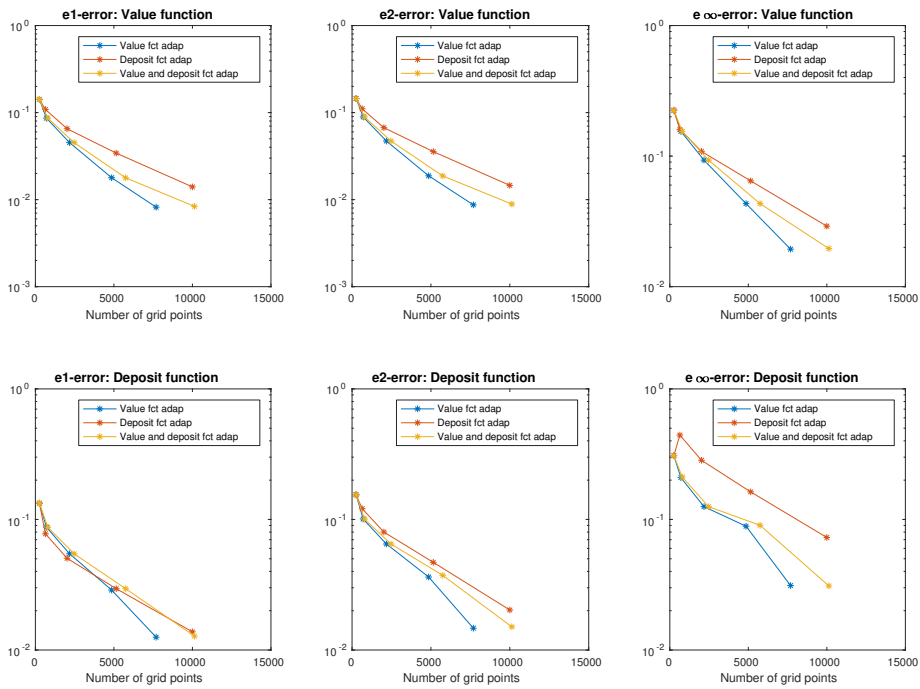 e1-error: Value function
10^0
10^-1
10^-2
10^-3
0
5000
10000
15000
Number of grid points
Value fct adap
Deposit fct adap
Value and deposit fct adap
e2-error: Value function
10^0
10^-1
10^-2
10^-3
0
5000
10000
15000
Number of grid points
Value fct adap
Deposit fct adap
Value and deposit fct adap
e ∞-error: Value function
10^0
10^-1
10^-2
0
5000
10000
15000
Number of grid points
Value fct adap
Deposit fct adap
Value and deposit fct adap
e1-error: Deposit function
10^0
10^-1
10^-2
0
5000
10000
15000
Number of grid points
Value fct adap
Deposit fct adap
Value and deposit fct adap
e2-error: Deposit function
10^0
10^-1
10^-2
0
5000
10000
15000
Number of grid points
Value fct adap
Deposit fct adap
Value and deposit fct adap
e ∞-error: Deposit function
10^0
10^-1
10^-2
0
5000
10000
15000
Number of grid points
Value fct adap
Deposit fct adap
Value and deposit fct adap